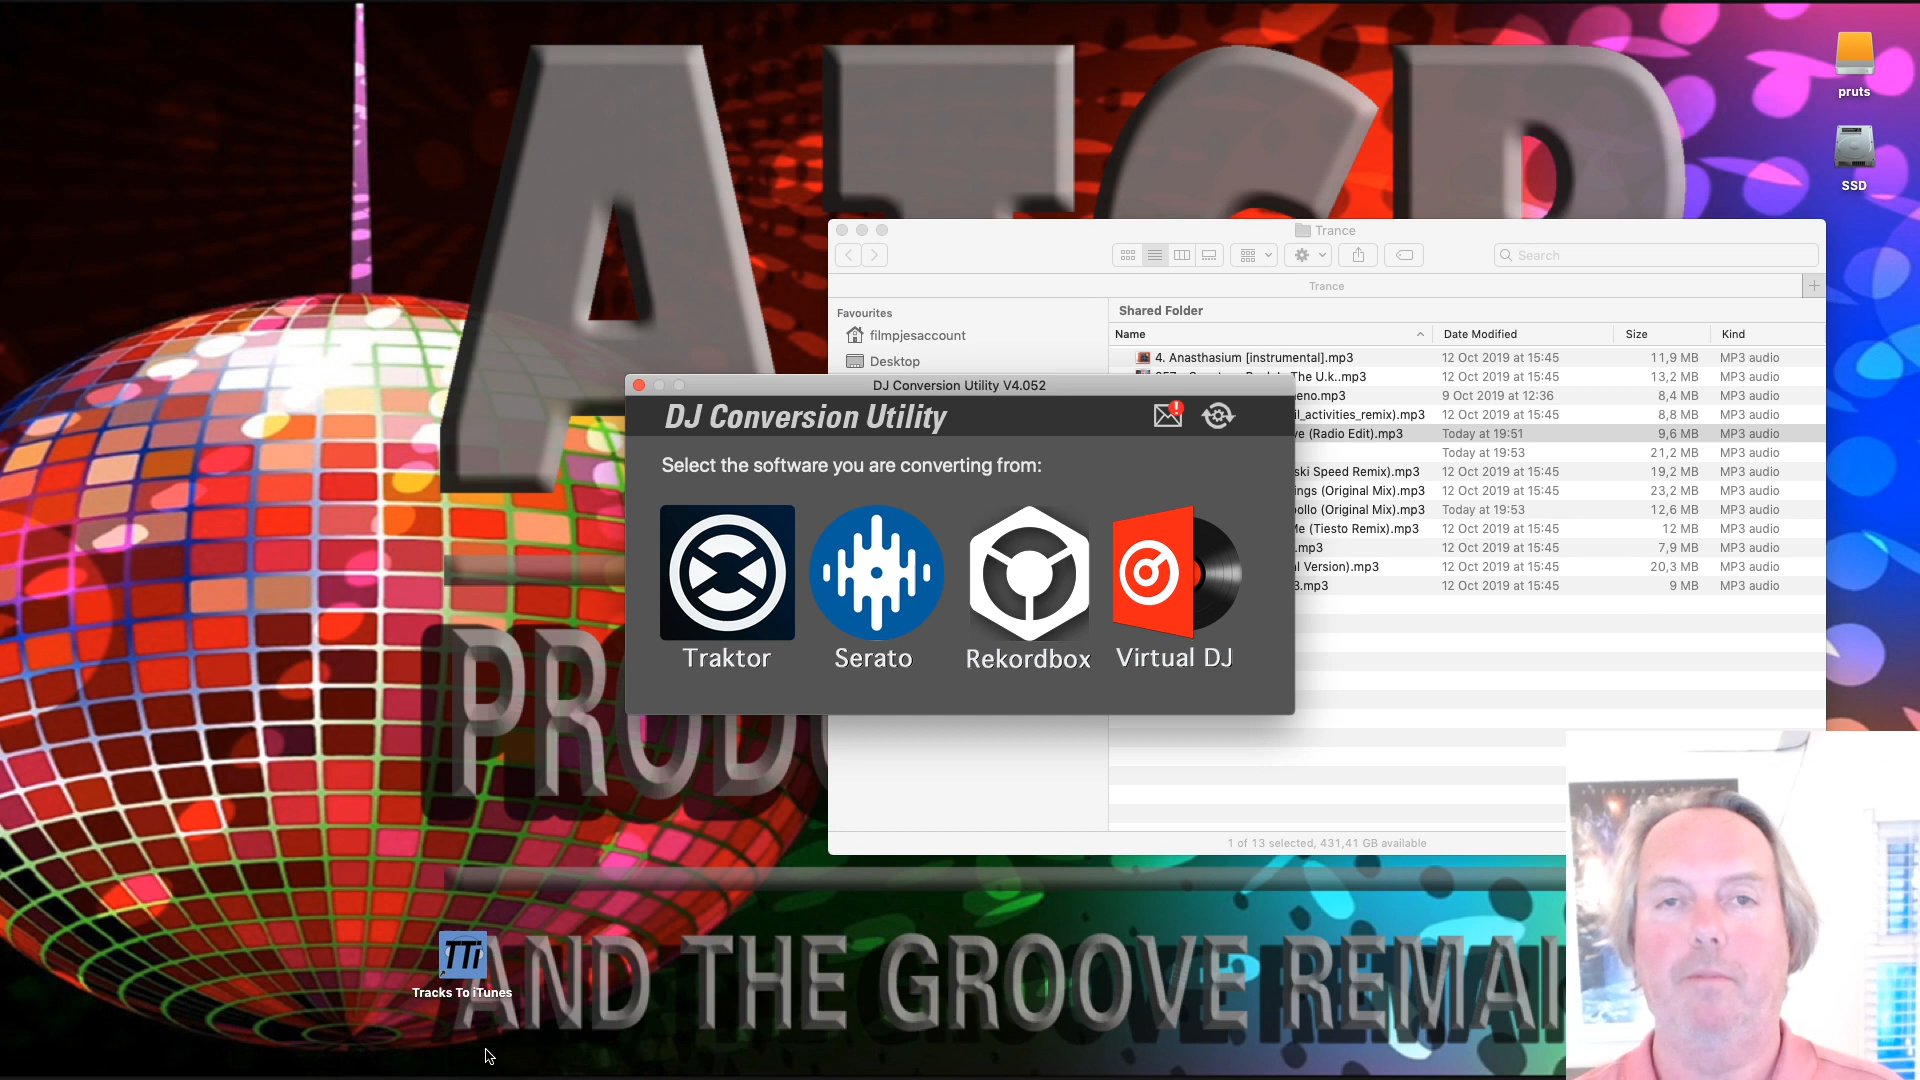 ATGR
PROD
AND THE GROOVE REMAI
pruts
SSD
Tracks To iTunes
TTi
Trance
Search
Trance
Favourites
filmpjesaccount
Desktop
Shared Folder
Name Date Modified Size Kind
4. Anasthasium [instrumental].mp3 12 Oct 2019 at 15:45 11,9 MB MP3 audio
The U.k..mp3 12 Oct 2019 at 15:45 13,2 MB MP3 audio
eno.mp3 9 Oct 2019 at 12:36 8,4 MB MP3 audio
il_activities_remix).mp3 12 Oct 2019 at 15:45 8,8 MB MP3 audio
ve (Radio Edit).mp3 Today at 19:51 9,6 MB MP3 audio
Today at 19:53 21,2 MB MP3 audio
ski Speed Remix).mp3 12 Oct 2019 at 15:45 19,2 MB MP3 audio
ings (Original Mix).mp3 12 Oct 2019 at 15:45 23,2 MB MP3 audio
ollo (Original Mix).mp3 Today at 19:53 12,6 MB MP3 audio
Me (Tiesto Remix).mp3 12 Oct 2019 at 15:45 12 MB MP3 audio
.mp3 12 Oct 2019 at 15:45 7,9 MB MP3 audio
l Version).mp3 12 Oct 2019 at 15:45 20,3 MB MP3 audio
3.mp3 12 Oct 2019 at 15:45 9 MB MP3 audio
1 of 13 selected, 431,41 GB available
DJ Conversion Utility V4.052
DJ Conversion Utility
Select the software you are converting from:
Traktor
Serato
Rekordbox
Virtual DJ